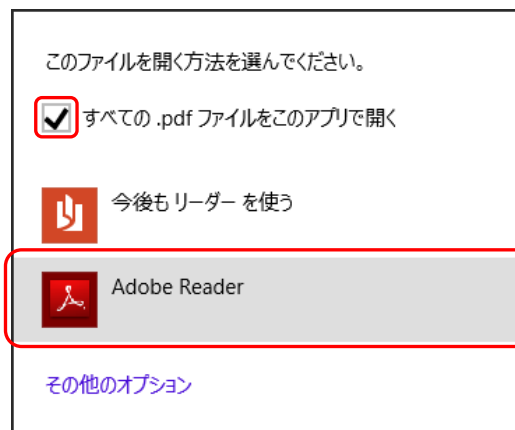 このファイルを開く方法を選んでください。
すべての .pdf ファイルをこのアプリで開く
今後も リーダー を使う
Adobe Reader
その他のオプション